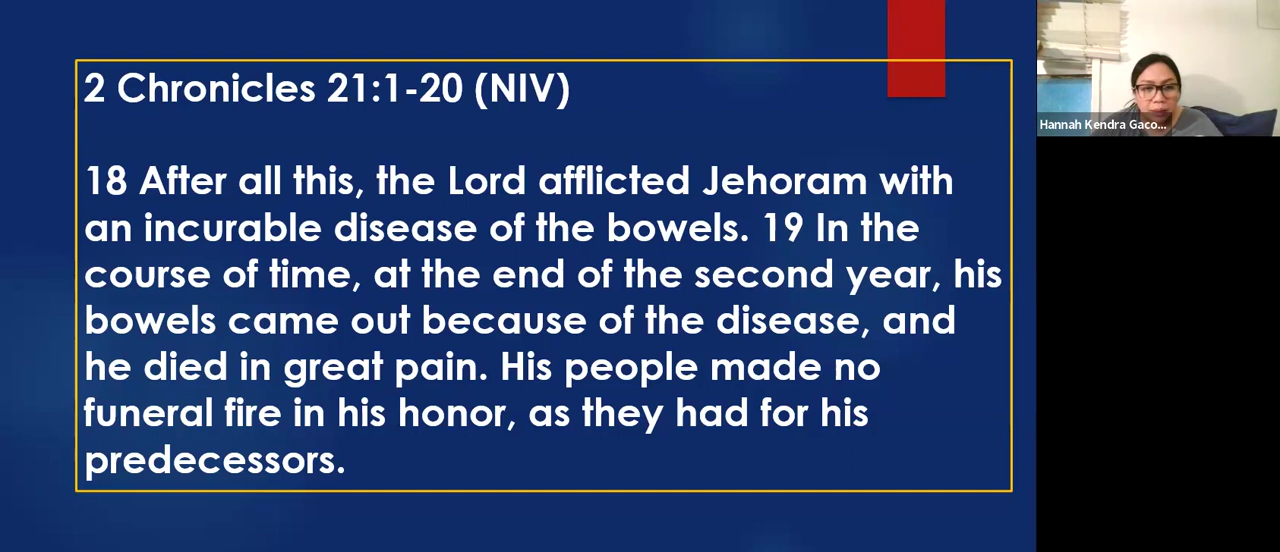 2 Chronicles 21:1-20 (NIV)
18 After all this, the Lord afflicted Jehoram with
an incurable disease of the bowels. 19 In the
course of time, at the end of the second year, his
bowels came out because of the disease, and
he died in great pain. His people made no
funeral fire in his honor, as they had for his
predecessors.
Hannah Kendra Gaco...